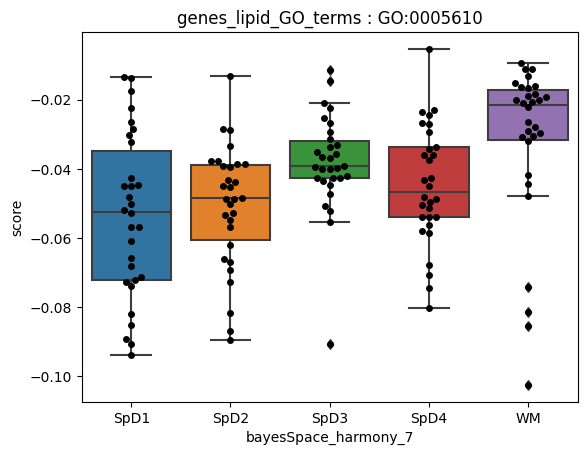 genes_lipid_GO_terms : GO:0005610
score
−0.02
−0.04
−0.06
−0.08
−0.10
SpD1 SpD2 SpD3 SpD4 WM
bayesSpace_harmony_7